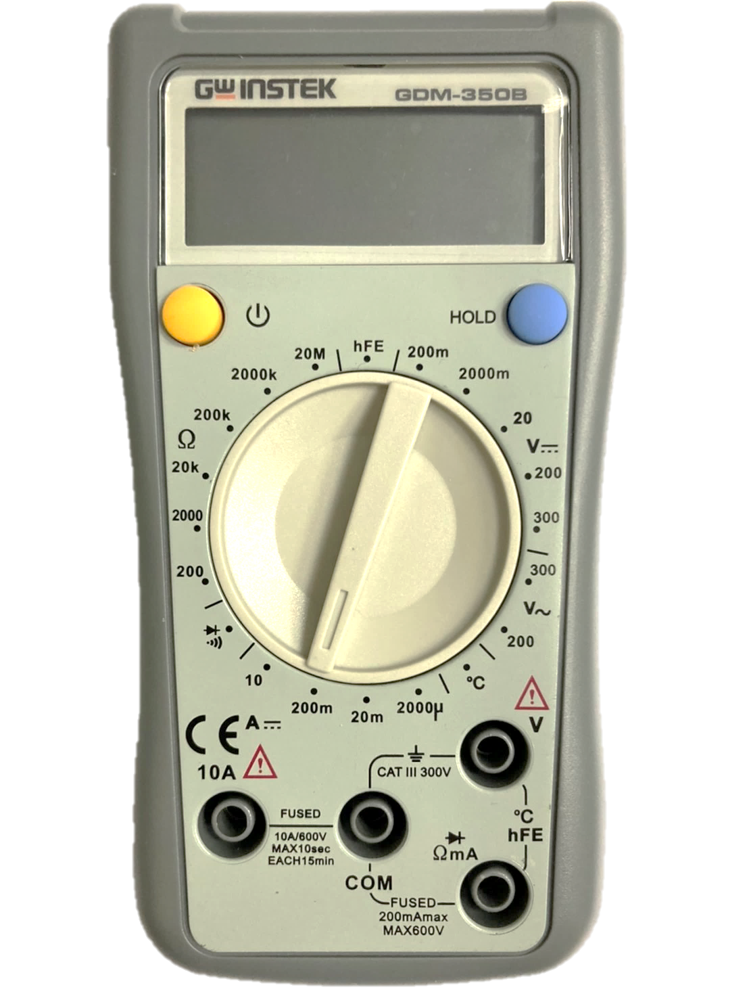 GW INSTEK
GDM-350B
HOLD
hFE
20M
200m
2000k
2000m
200k
20
Ω
V⎓
20k
200
2000
300
200
300
V~
200
10
°C
200m
20m
2000µ
CE
A⎓
V
10A
CAT III 300V
FUSED
10A/600V
MAX10sec
EACH15min
°C
hFE
ΩmA
COM
FUSED
200mAmax
MAX600V